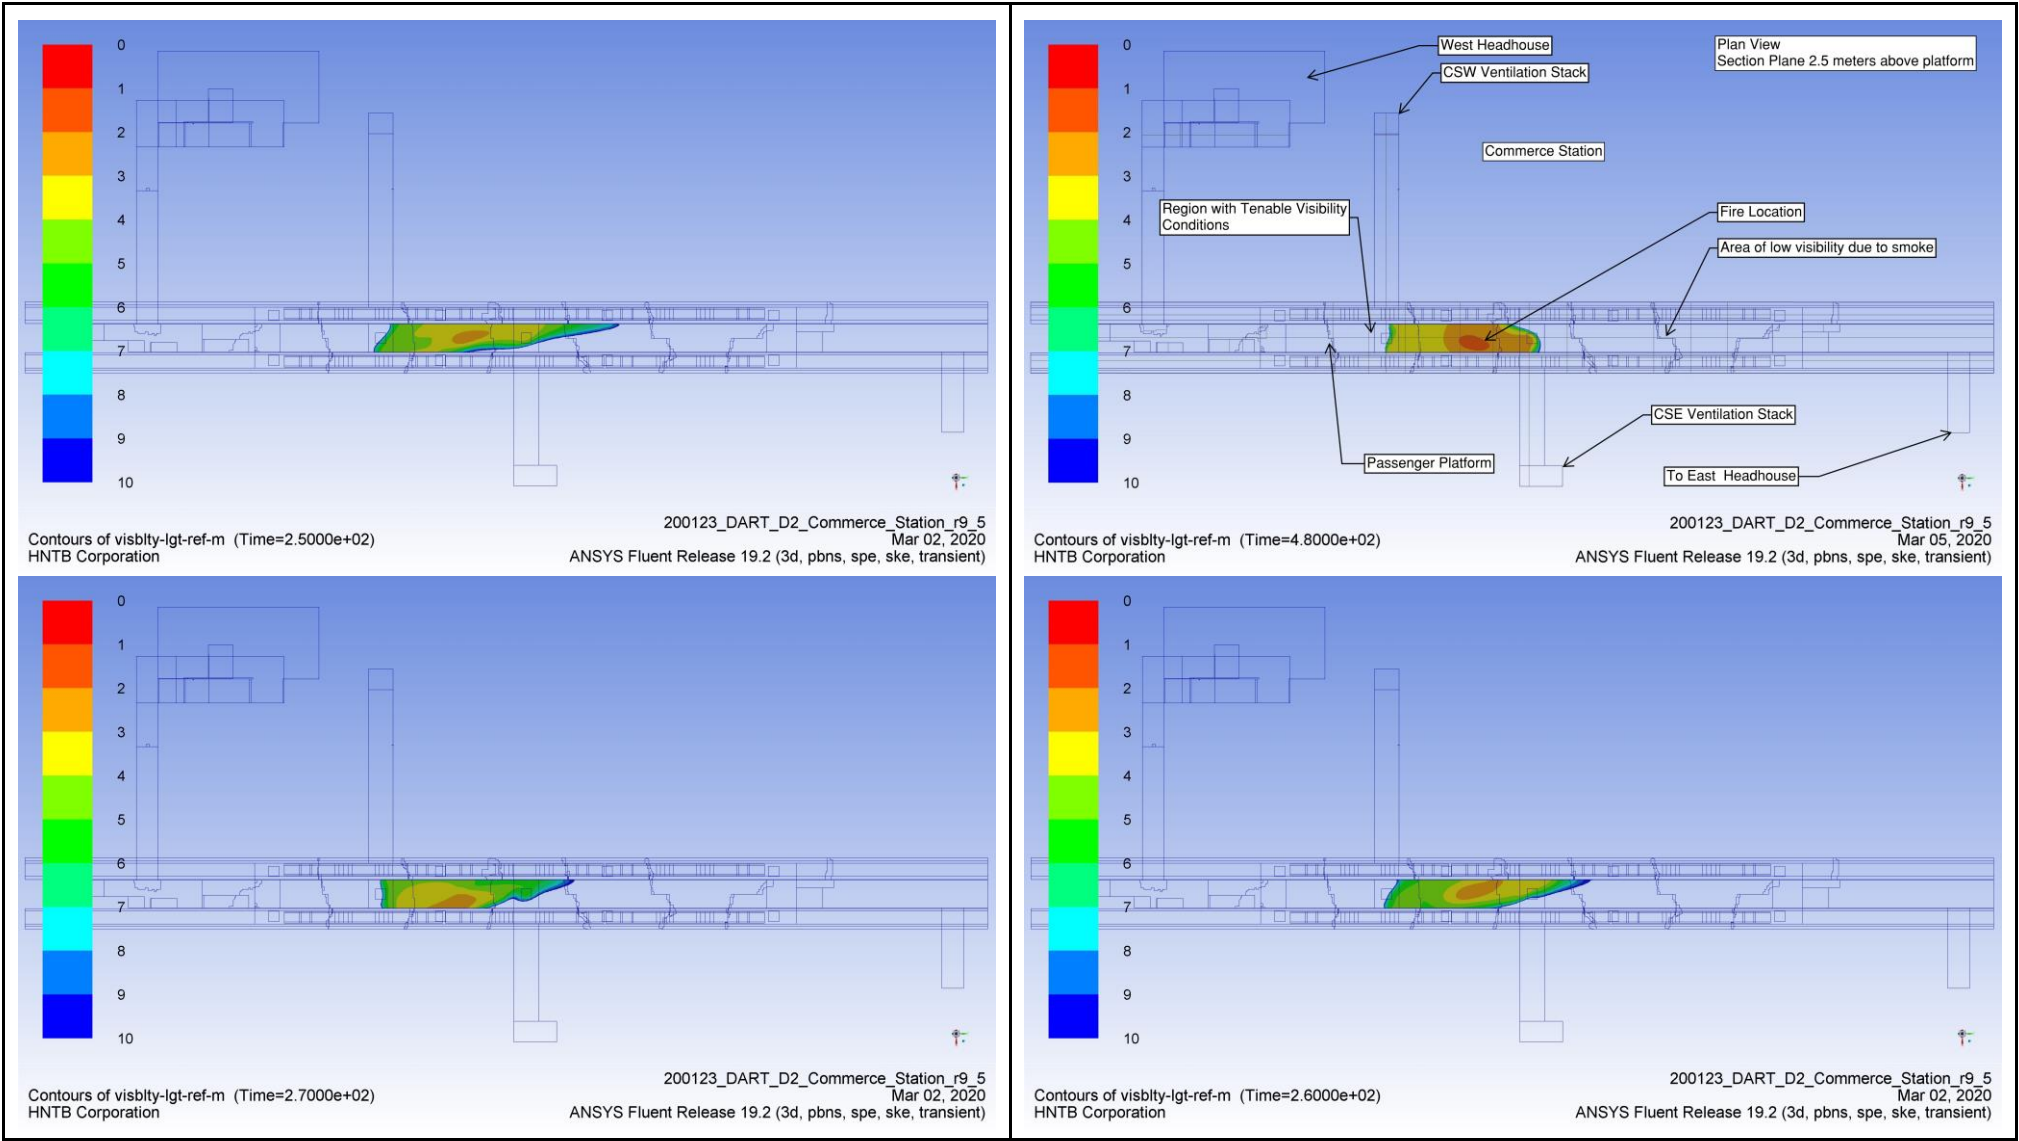 0
1
2
3
4
5
6
7
8
9
10
Contours of visblty-lgt-ref-m (Time=2.5000e+02)
HNTB Corporation
200123_DART_D2_Commerce_Station_r9_5
Mar 02, 2020
ANSYS Fluent Release 19.2 (3d, pbns, spe, ske, transient)
0
1
2
3
4
5
6
7
8
9
10
West Headhouse
CSW Ventilation Stack
Plan View
Section Plane 2.5 meters above platform
Commerce Station
Region with Tenable Visibility
Conditions
Fire Location
Area of low visibility due to smoke
CSE Ventilation Stack
Passenger Platform
To East Headhouse
Contours of visblty-lgt-ref-m (Time=4.8000e+02)
HNTB Corporation
200123_DART_D2_Commerce_Station_r9_5
Mar 05, 2020
ANSYS Fluent Release 19.2 (3d, pbns, spe, ske, transient)
0
1
2
3
4
5
6
7
8
9
10
Contours of visblty-lgt-ref-m (Time=2.7000e+02)
HNTB Corporation
200123_DART_D2_Commerce_Station_r9_5
Mar 02, 2020
ANSYS Fluent Release 19.2 (3d, pbns, spe, ske, transient)
0
1
2
3
4
5
6
7
8
9
10
Contours of visblty-lgt-ref-m (Time=2.6000e+02)
HNTB Corporation
200123_DART_D2_Commerce_Station_r9_5
Mar 02, 2020
ANSYS Fluent Release 19.2 (3d, pbns, spe, ske, transient)